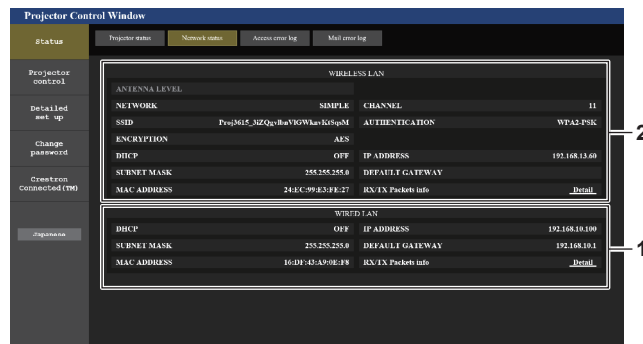 Projector Control Window
Status
Projector status
Network status
Access error log
Mail error log
Projector control
Detailed set up
Change password
Crestron Connected(TM)
Japanese
WIRELESS LAN
ANTENNA LEVEL
NETWORK SIMPLE CHANNEL 11
SSID Proj3615_3iZQgvlbnVlGWkavKtSqsM AUTHENTICATION WPA2-PSK
ENCRYPTION AES
DHCP OFF IP ADDRESS 192.168.13.60
SUBNET MASK 255.255.255.0 DEFAULT GATEWAY
MAC ADDRESS 24:EC:99:E3:FE:27 RX/TX Packets info Detail
2
WIRED LAN
DHCP OFF IP ADDRESS 192.168.10.100
SUBNET MASK 255.255.255.0 DEFAULT GATEWAY 192.168.10.1
MAC ADDRESS 16:DF:43:A9:0E:F8 RX/TX Packets info Detail
1